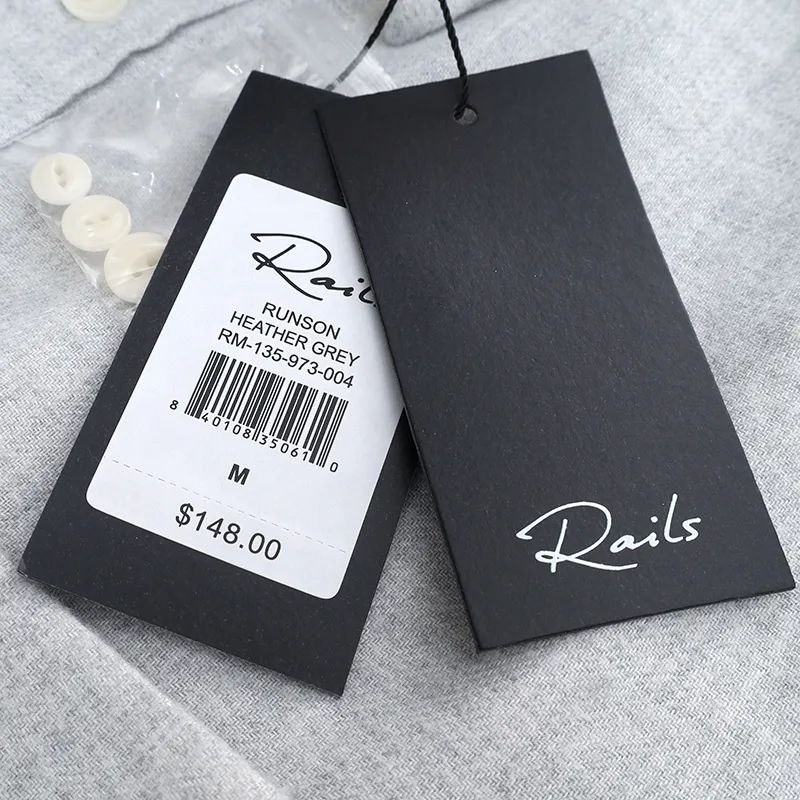 Rails
RUNSON
HEATHER GREY
RM-135-973-004
8 40108 35061 0
M
$148.00
Rails